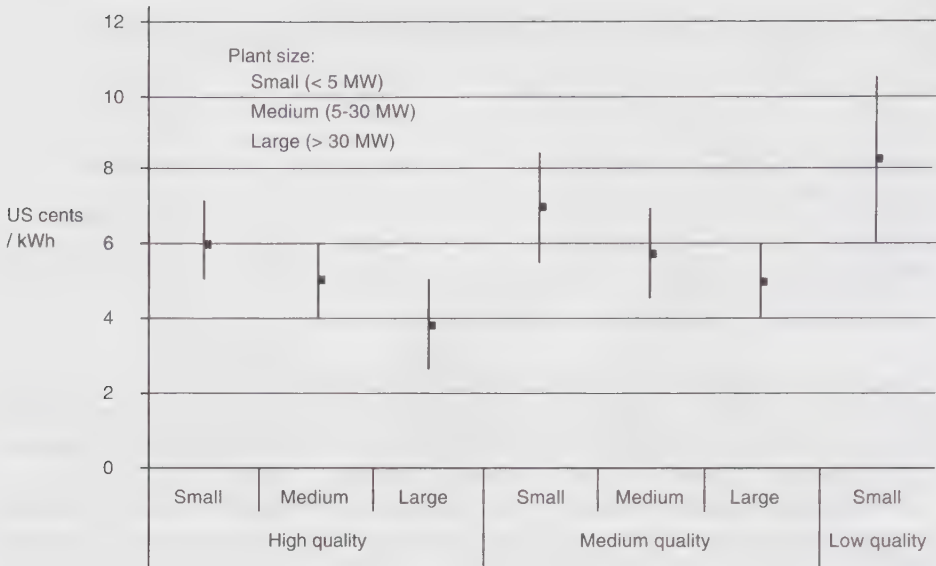 12
Plant size:
Small (< 5 MW)
10
Medium (5-30 MW)
Large (> 30 MW)
8
US cents
/ kWh
6
4
2
0
Small Medium Large Small Medium Large Small
High quality Medium quality Low quality